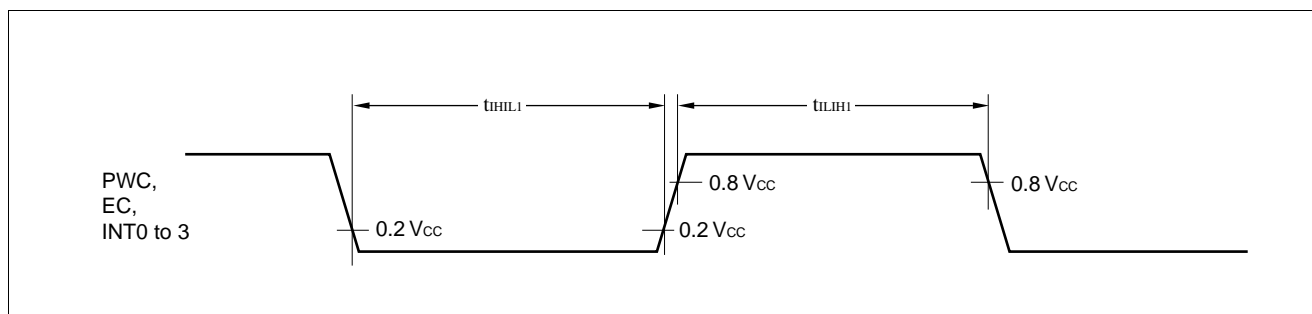 tIHIL1
tILIH1
PWC,
EC,
INT0 to 3
0.8 VCC
0.8 VCC
0.2 VCC
0.2 VCC